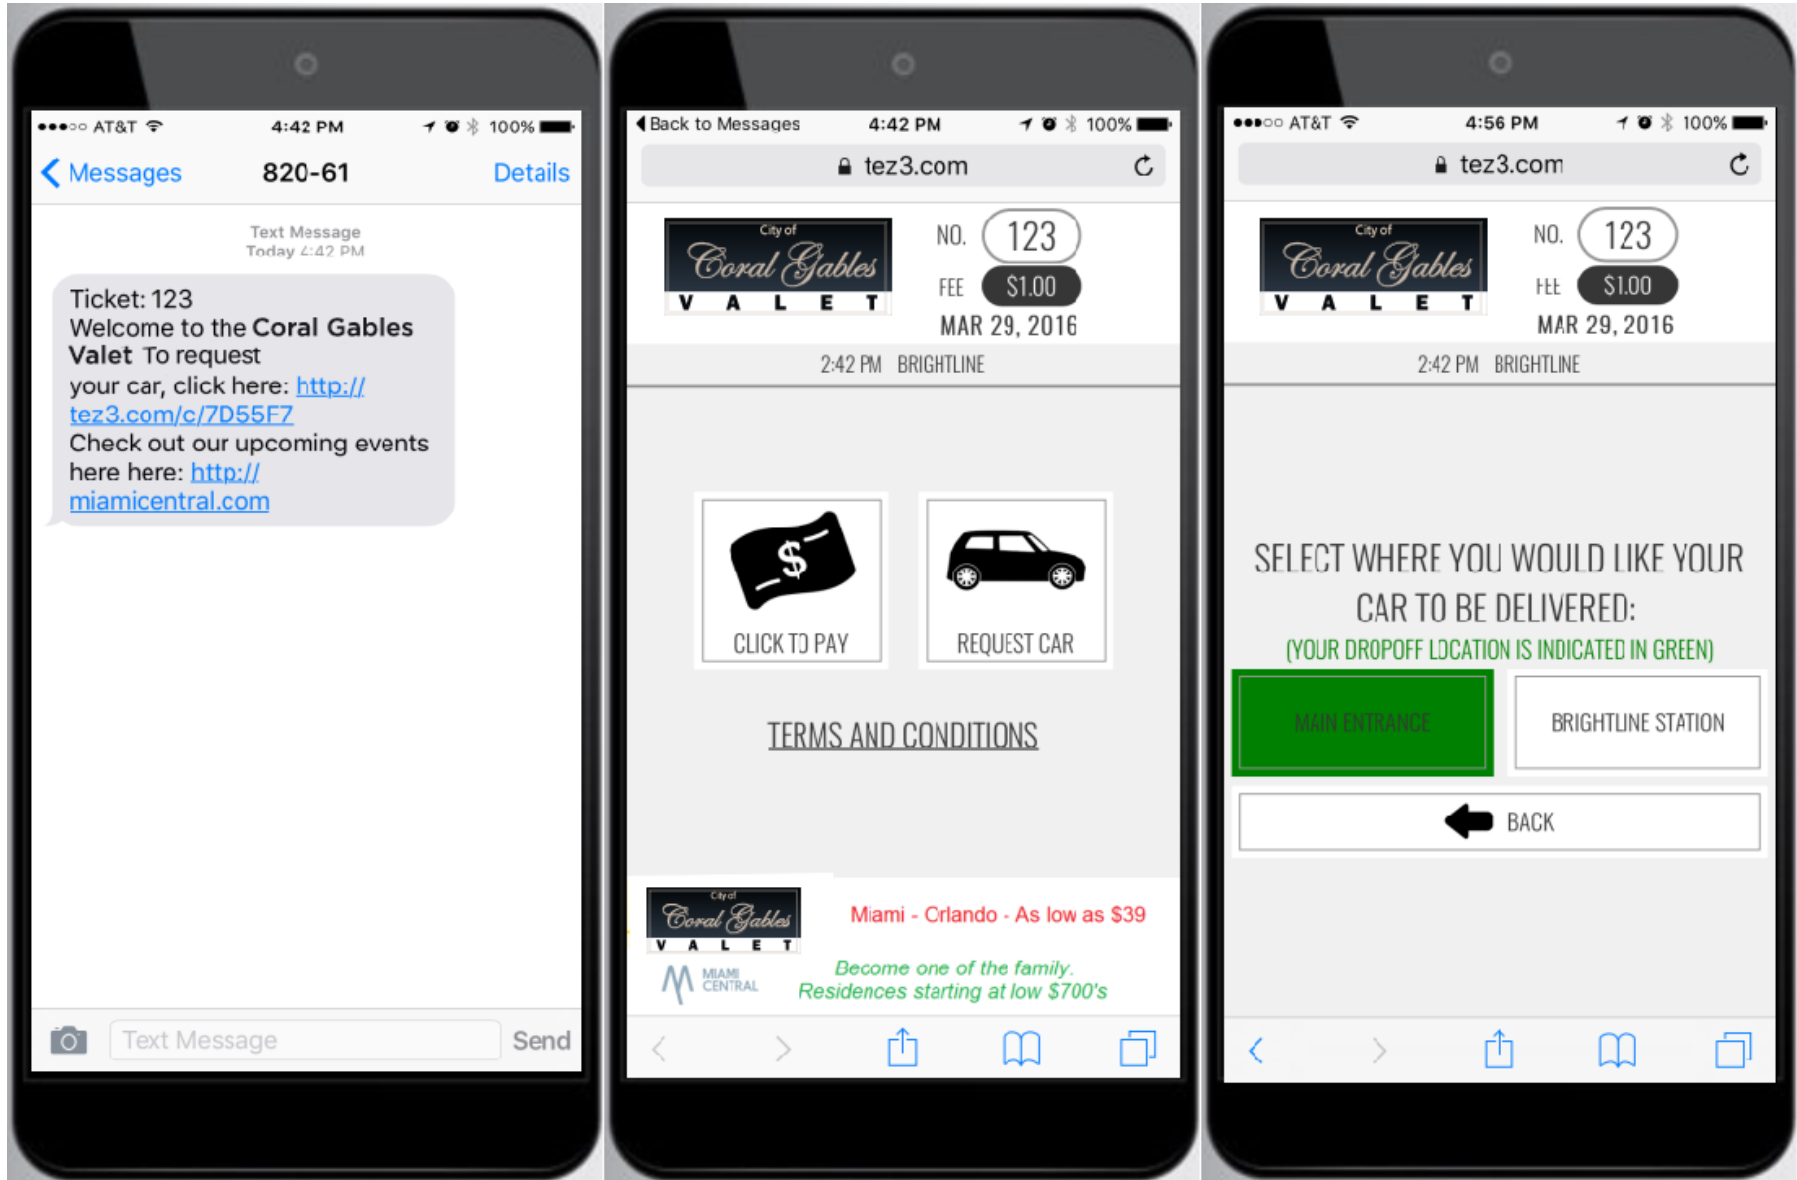 AT&T 4:42 PM 100%
Messages 820-61 Details
Text Message
Today 4:42 PM
Ticket: 123
Welcome to the Coral Gables
Valet To request
your car, click here: http://
tez3.com/c/7D55F7
Check out our upcoming events
here here: http://
miamicentral.com
Text Message Send
Back to Messages 4:42 PM 100%
tez3.com
City of
Coral Gables
VALET
NO. 123
FEE $1.00
MAR 29, 2016
2:42 PM BRIGHTLINE
CLICK TO PAY
REQUEST CAR
TERMS AND CONDITIONS
City of
Coral Gables
VALET
MIAMI
CENTRAL
Miami - Orlando - As low as $39
Become one of the family.
Residences starting at low $700's
AT&T 4:56 PM 100%
tez3.com
City of
Coral Gables
VALET
NO. 123
FEE $1.00
MAR 29, 2016
2:42 PM BRIGHTLINE
SELECT WHERE YOU WOULD LIKE YOUR
CAR TO BE DELIVERED:
(YOUR DROPOFF LOCATION IS INDICATED IN GREEN)
MAIN ENTRANCE
BRIGHTLINE STATION
BACK